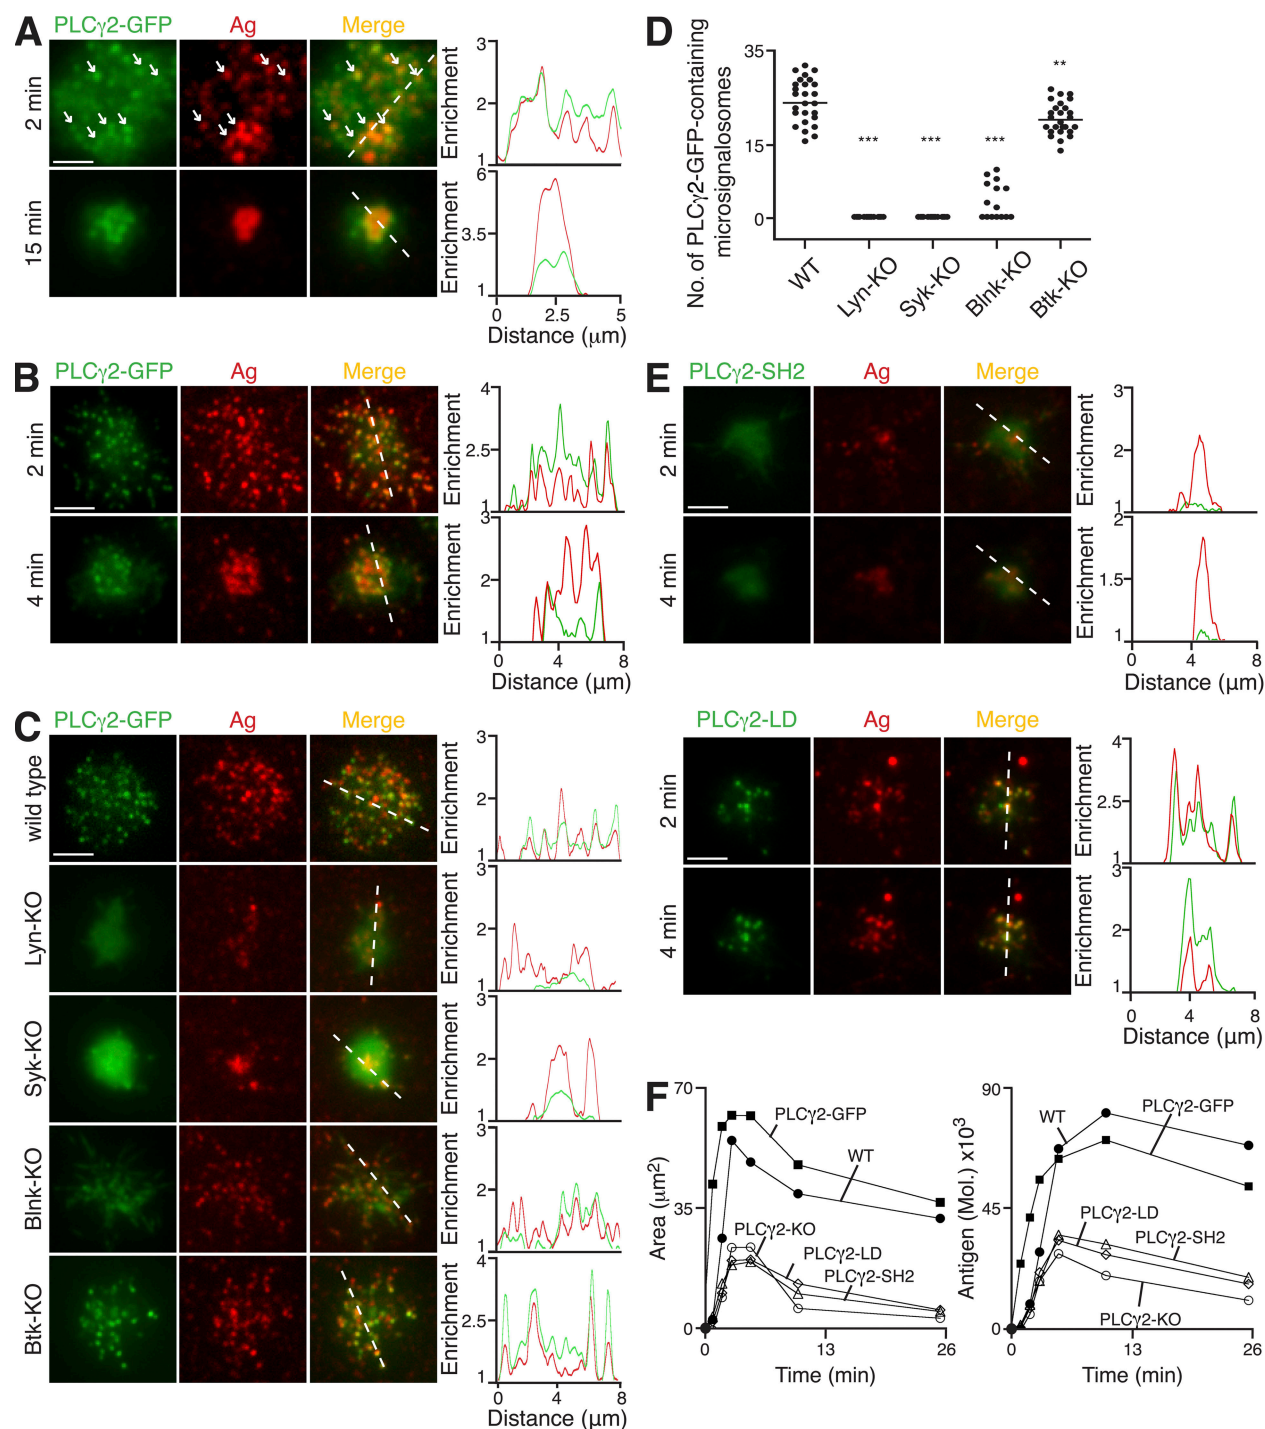 A
PLCγ2-GFP Ag Merge
2 min
Enrichment
3
2
1
15 min
Enrichment
6
3.5
1
0 2.5 5
Distance (μm)
B
PLCγ2-GFP Ag Merge
2 min
Enrichment
4
2.5
1
4 min
Enrichment
3
2
1
0 4 8
Distance (μm)
C
PLCγ2-GFP Ag Merge
wild type
Enrichment
3
2
1
Lyn-KO
Enrichment
3
2
1
Syk-KO
Enrichment
3
2
1
Blnk-KO
Enrichment
3
2
1
Btk-KO
Enrichment
4
2.5
1
0 4 8
Distance (μm)
D
No. of PLCγ2-GFP-containing
microsignalosomes
35
15
0
*** *** *** **
WT Lyn-KO Syk-KO Blnk-KO Btk-KO
E
PLCγ2-SH2 Ag Merge
2 min
Enrichment
3
2
1
4 min
Enrichment
2
1.5
1
0 4 8
Distance (μm)
PLCγ2-LD Ag Merge
2 min
Enrichment
4
2.5
1
4 min
Enrichment
3
2
1
0 4 8
Distance (μm)
F
Area (μm2)
70
35
0
PLCγ2-GFP
WT
PLCγ2-KO
PLCγ2-LD
PLCγ2-SH2
0 13 26
Time (min)
Antigen (Mol.) x103
90
45
0
WT
PLCγ2-GFP
PLCγ2-LD
PLCγ2-SH2
PLCγ2-KO
0 13 26
Time (min)